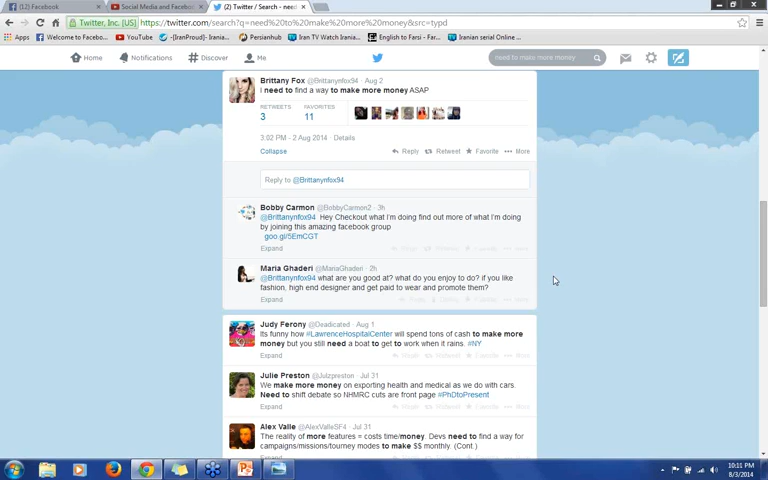 (12) Facebook
Social Media and Facebo
Twitter / Search - need
Twitter, Inc. [US]
https://twitter.com/search?q=need%20to%20make%20more%20money&src=typd
Apps
Welcome to Facebo...
YouTube
-[IranProud]- Irania...
Persianhub
Iran TV Watch Irania...
English to Farsi - For...
Iranian serial Online ...
Home
Notifications
Discover
Me
need to make more money
Brittany Fox @Brittanynfox94 · Aug 2
I need to find a way to make more money ASAP
RETWEETS
FAVORITES
3
11
3:02 PM - 2 Aug 2014 · Details
Collapse
Reply
Retweet
Favorite
More
Reply to @Brittanynfox94
Bobby Carmon @BobbyCarmon2 · 3h
@Brittanynfox94 Hey Checkout what I'm doing find out more of what I'm doing
by joining this amazing facebook group
goo.gl/5EmCGT
Expand
Maria Ghaderi @MariaGhaderi · 2h
@Brittanynfox94 what are you good at? what do you enjoy to do? if you like
fashion, high end designer and get paid to wear and promote them?
Expand
Judy Ferony @Deadicated · Aug 1
Its funny how #LawrenceHospitalCenter will spend tons of cash to make more
money but you still need a boat to get to work when it rains. #NY
Expand
Julie Preston @Julzpreston · Jul 31
We make more money on exporting health and medical as we do with cars.
Need to shift debate so NHMRC cuts are front page #PhDtoPresent
Expand
Alex Valle @AlexValleSF4 · Jul 31
The reality of more features = costs time/money. Devs need to find a way for
campaigns/missions/tourney modes to make $$ monthly. (Cont.)
10:11 PM
8/3/2014